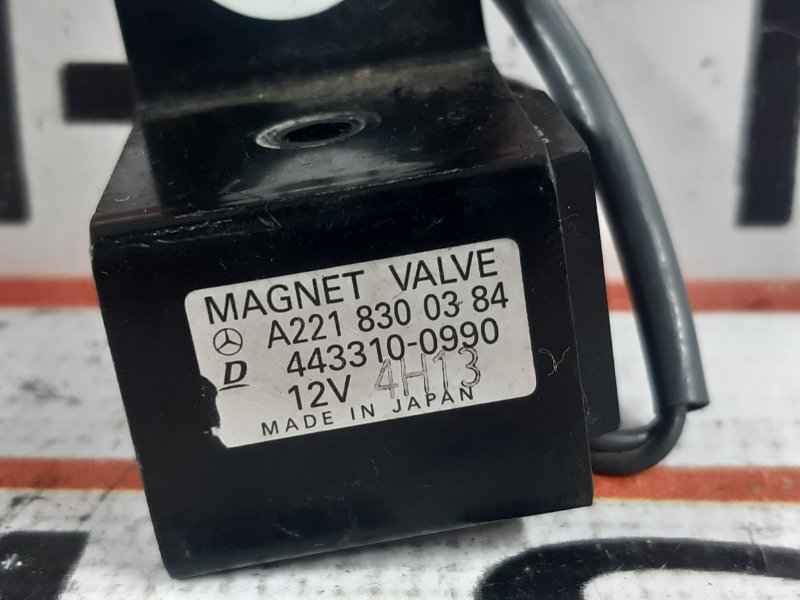 MAGNET VALVE
A221 830 03 84
D 443310-0990
12V 4H13
MADE IN JAPAN